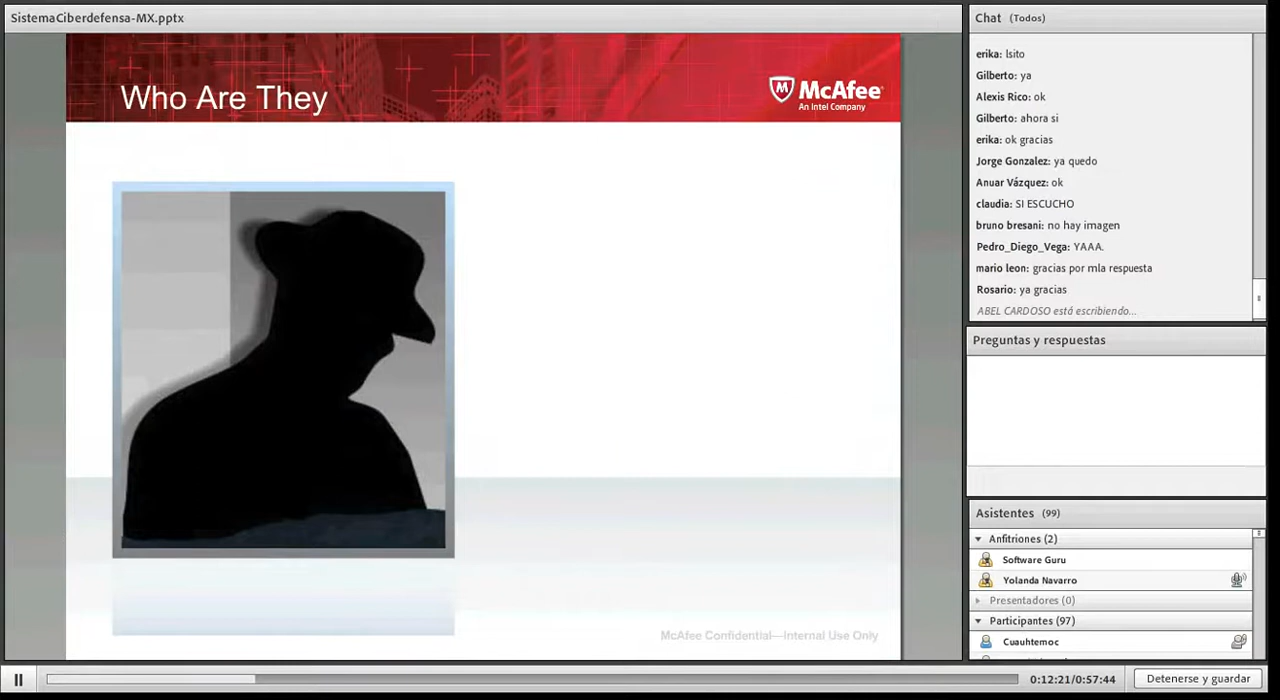 SistemaCiberdefensa-MX.pptx
Who Are They
McAfee
An Intel Company
McAfee Confidential—Internal Use Only
Chat (Todos)
erika: lsito
Gilberto: ya
Alexis Rico: ok
Gilberto: ahora si
erika: ok gracias
Jorge Gonzalez: ya quedo
Anuar Vázquez: ok
claudia: SI ESCUCHO
bruno bresani: no hay imagen
Pedro_Diego_Vega: YAAA.
mario leon: gracias por mla respuesta
Rosario: ya gracias
ABEL CARDOSO está escribiendo...
Preguntas y respuestas
Asistentes (99)
Anfitriones (2)
Software Guru
Yolanda Navarro
Presentadores (0)
Participantes (97)
Cuauhtemoc
0:12:21/0:57:44
Detenerse y guardar